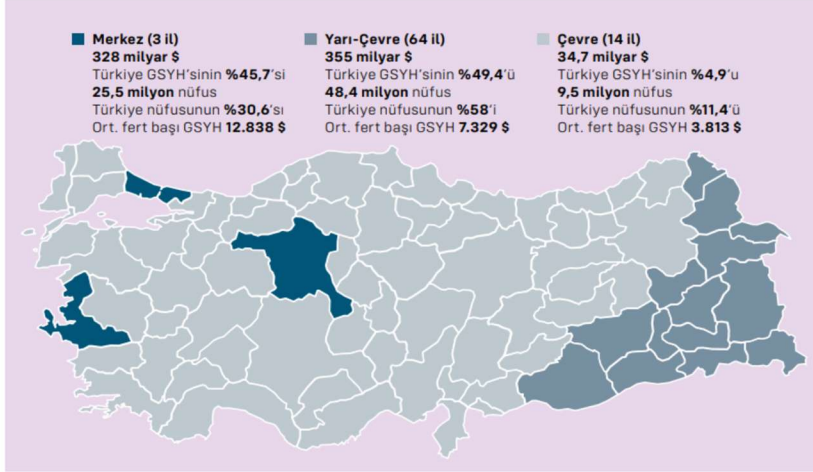 Merkez (3 il)
328 milyar $
Türkiye GSYH'sinin %45,7'si
25,5 milyon nüfus
Türkiye nüfusunun %30,6'sı
Ort. fert başı GSYH 12.838 $
Yarı-Çevre (64 il)
355 milyar $
Türkiye GSYH'sinin %49,4'ü
48,4 milyon nüfus
Türkiye nüfusunun %58'i
Ort. fert başı GSYH 7.329 $
Çevre (14 il)
34,7 milyar $
Türkiye GSYH'sinin %4,9'u
9,5 milyon nüfus
Türkiye nüfusunun %11,4'ü
Ort. fert başı GSYH 3.813 $